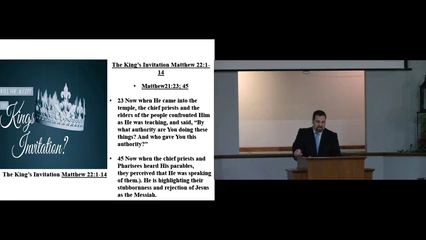 WILL WE AVOID
THE
Kings
Invitation?
The King's Invitation Matthew 22:1-14
The King's Invitation Matthew 22:1-
14
• Matthew21:23; 45
• 23 Now when He came into the
temple, the chief priests and the
elders of the people confronted Him
as He was teaching, and said, "By
what authority are You doing these
things? And who gave You this
authority?"
• 45 Now when the chief priests and
Pharisees heard His parables,
they perceived that He was speaking
of them.). He is highlighting their
stubbornness and rejection of Jesus
as the Messiah.